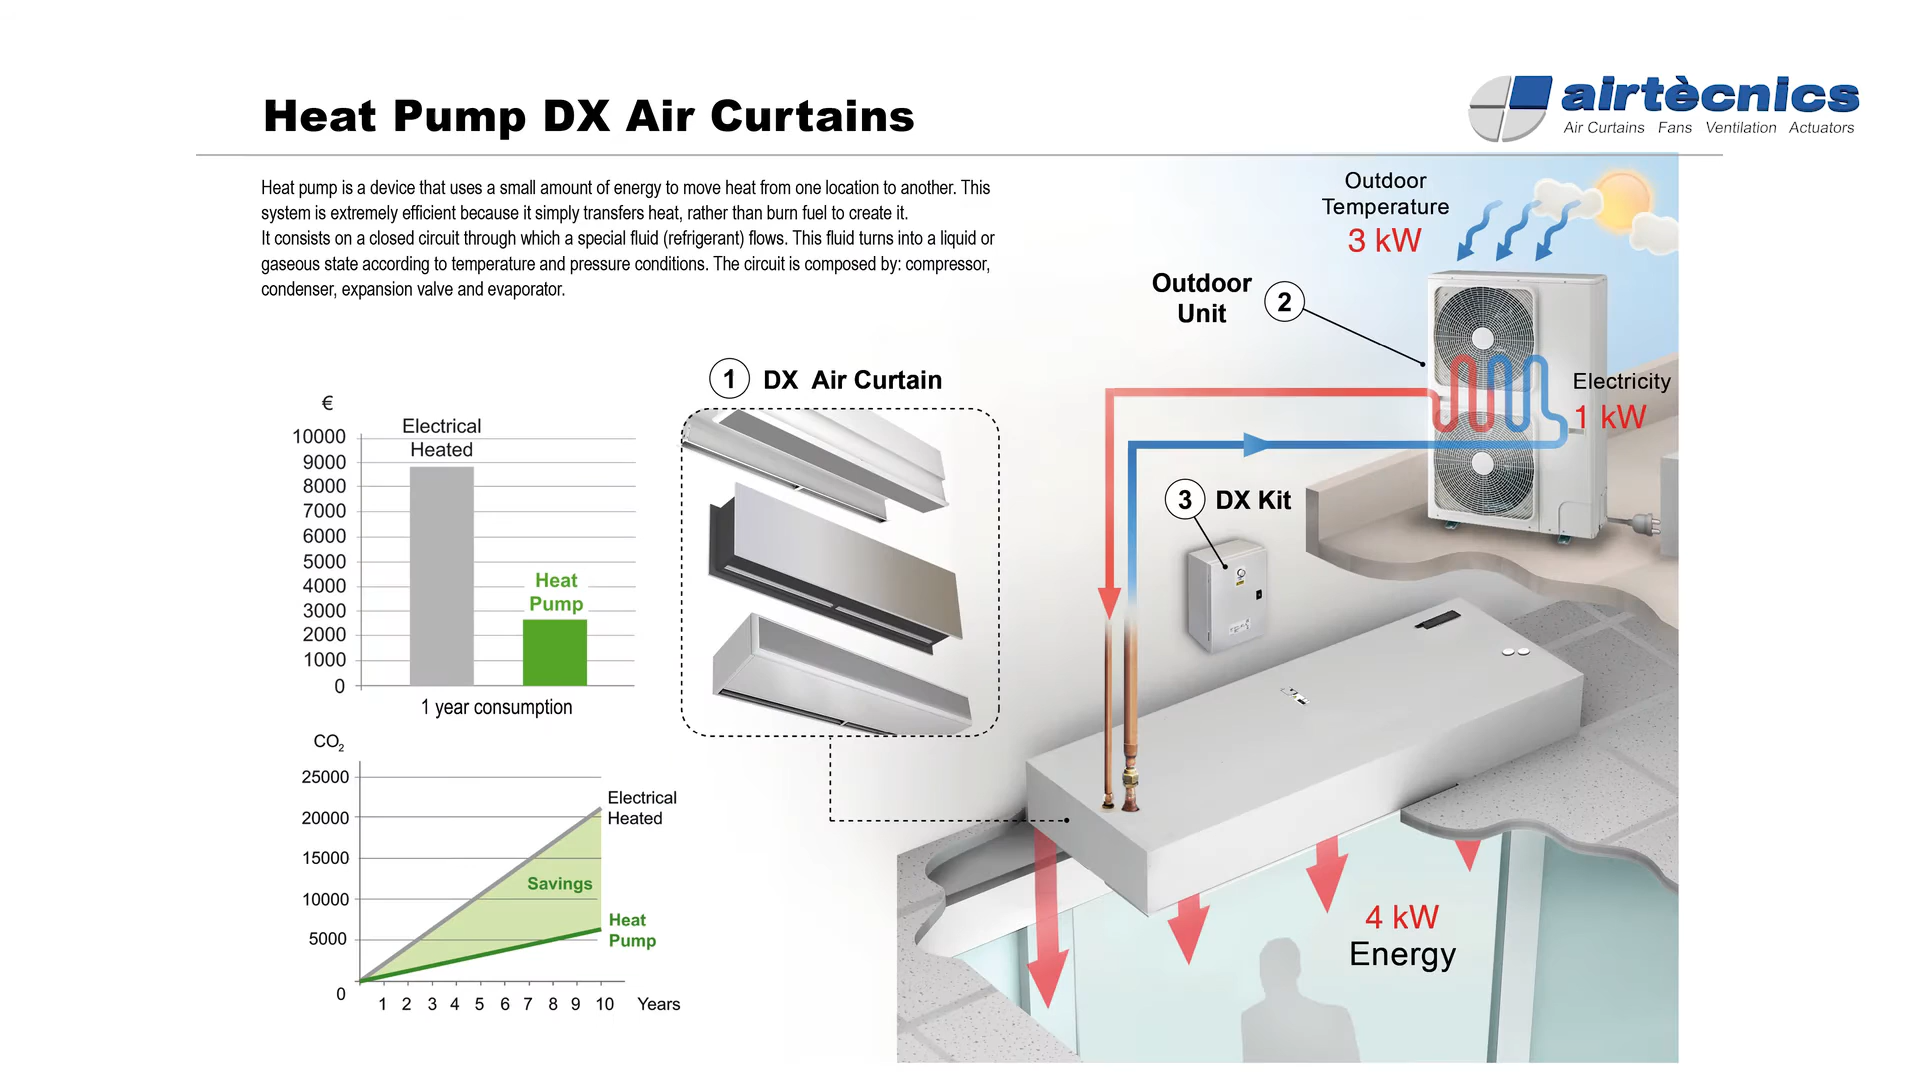 Heat Pump DX Air Curtains
airtècnics
Air Curtains Fans Ventilation Actuators
Heat pump is a device that uses a small amount of energy to move heat from one location to another. This
system is extremely efficient because it simply transfers heat, rather than burn fuel to create it.
It consists on a closed circuit through which a special fluid (refrigerant) flows. This fluid turns into a liquid or
gaseous state according to temperature and pressure conditions. The circuit is composed by: compressor,
condenser, expansion valve and evaporator.
Outdoor
Temperature
3 kW
Outdoor
Unit
2
Electricity
1 kW
1 DX Air Curtain
3 DX Kit
€
10000
9000
8000
7000
6000
5000
4000
3000
2000
1000
0
Electrical
Heated
Heat
Pump
1 year consumption
CO2
25000
20000
15000
10000
5000
0
Electrical
Heated
Savings
Heat
Pump
1 2 3 4 5 6 7 8 9 10 Years
4 kW
Energy